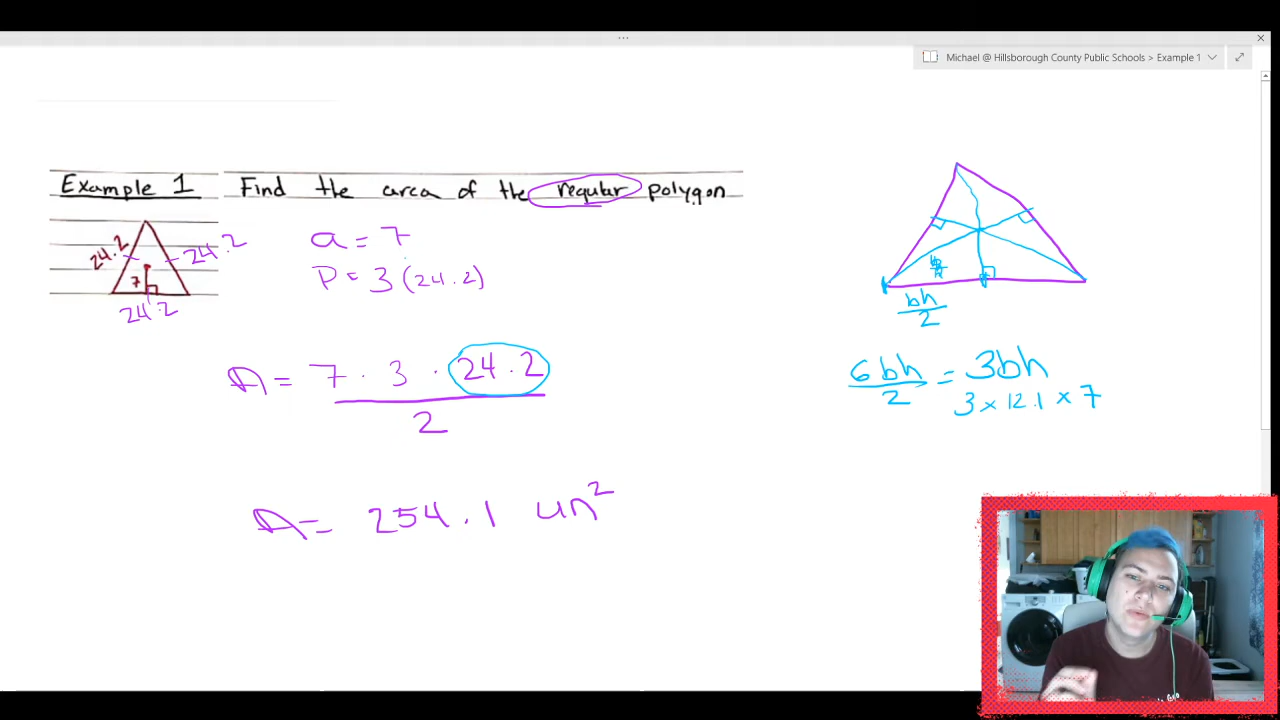 Michael @ Hillsborough County Public Schools > Example 1
Example 1 Find the area of the regular polygon
24.2
24.2
7
24.2
a = 7
P = 3 (24.2)
A = 7 · 3 · 24.2
2
A = 254.1 un²
bh
2
6bh
2
= 3bh
3 × 12.1 × 7